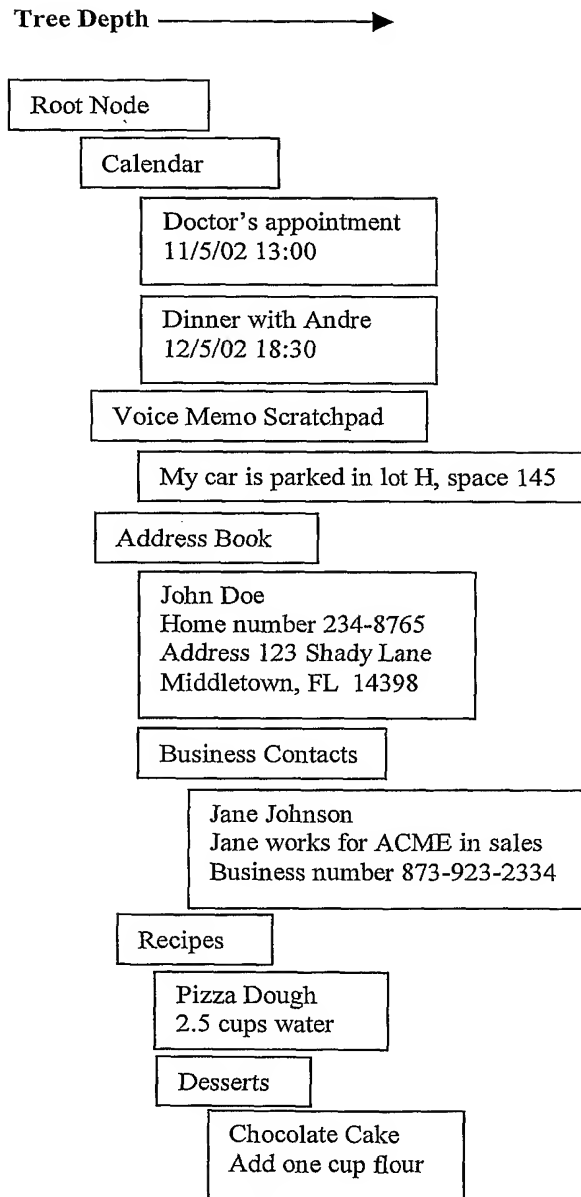 Tree Depth
Root Node
Calendar
Doctor's appointment
11/5/02 13:00
Dinner with Andre
12/5/02 18:30
Voice Memo Scratchpad
My car is parked in lot H, space 145
Address Book
John Doe
Home number 234-8765
Address 123 Shady Lane
Middletown, FL 14398
Business Contacts
Jane Johnson
Jane works for ACME in sales
Business number 873-923-2334
Recipes
Pizza Dough
2.5 cups water
Desserts
Chocolate Cake
Add one cup flour